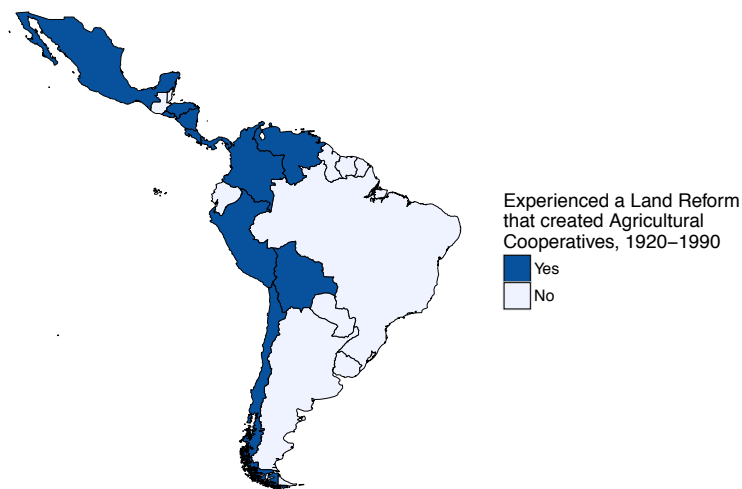 Experienced a Land Reform
that created Agricultural
Cooperatives, 1920–1990
Yes
No